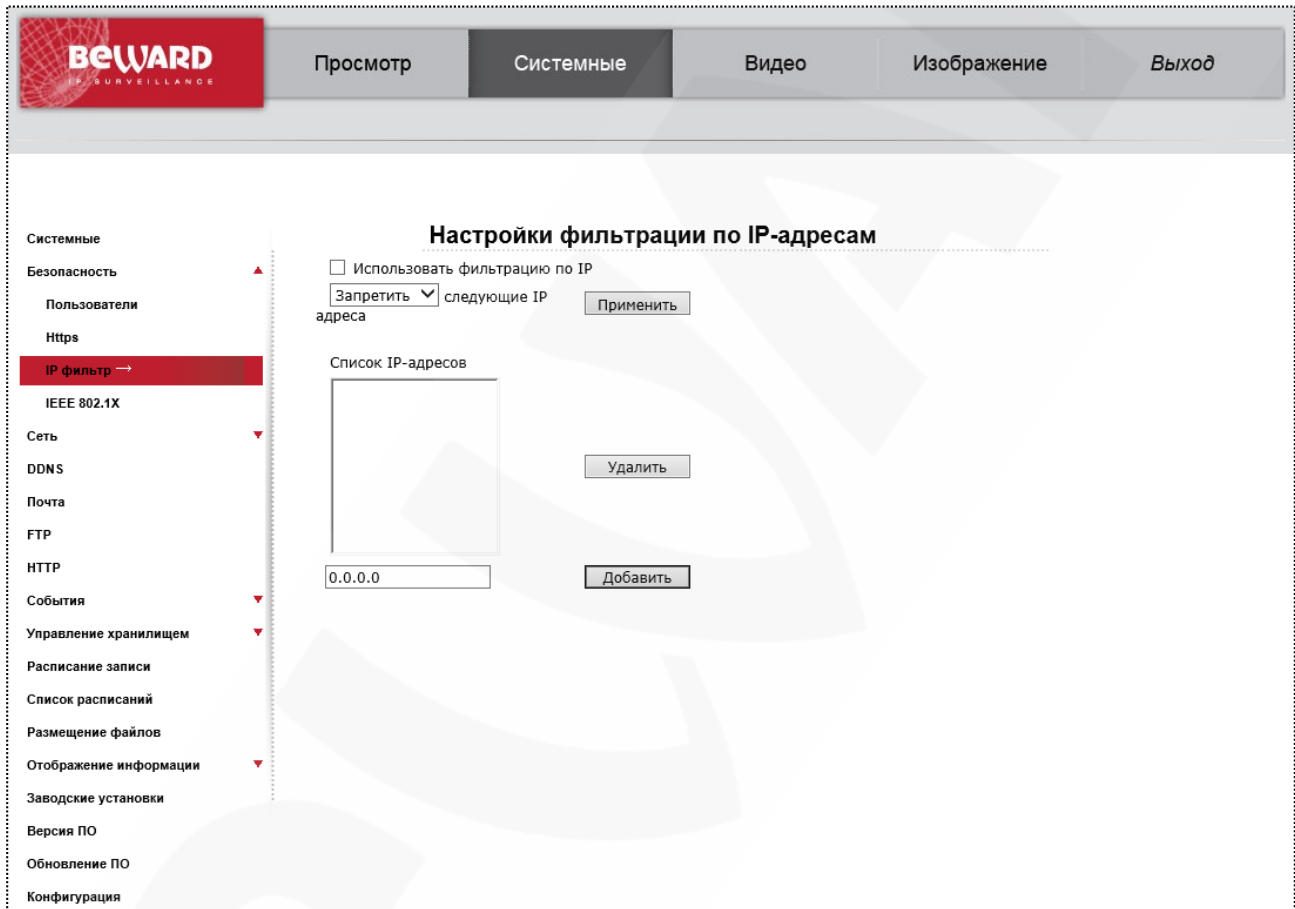 BEWARD
IP SURVEILLANCE
Просмотр
Системные
Видео
Изображение
Выход
Системные
Безопасность
Пользователи
Https
IP фильтр →
IEEE 802.1X
Сеть
DDNS
Почта
FTP
HTTP
События
Управление хранилищем
Расписание записи
Список расписаний
Размещение файлов
Отображение информации
Заводские установки
Версия ПО
Обновление ПО
Конфигурация
Настройки фильтрации по IP-адресам
Использовать фильтрацию по IP
Запретить следующие IP
адреса
Применить
Список IP-адресов
Удалить
0.0.0.0
Добавить